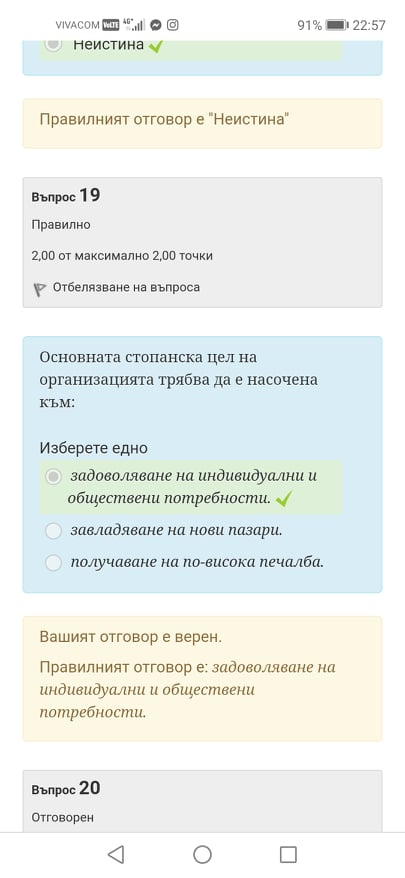 VIVACOM VoLTE 4G+ 91% 22:57
Неистина
Правилният отговор е "Неистина"
Въпрос 19
Правилно
2,00 от максимално 2,00 точки
Отбелязване на въпроса
Основната стопанска цел на
организацията трябва да е насочена
към:
Изберете едно
задоволяване на индивидуални и
обществени потребности.
завладяване на нови пазари.
получаване на по-висока печалба.
Вашият отговор е верен.
Правилният отговор е: задоволяване на
индивидуални и обществени
потребности.
Въпрос 20
Отговорен